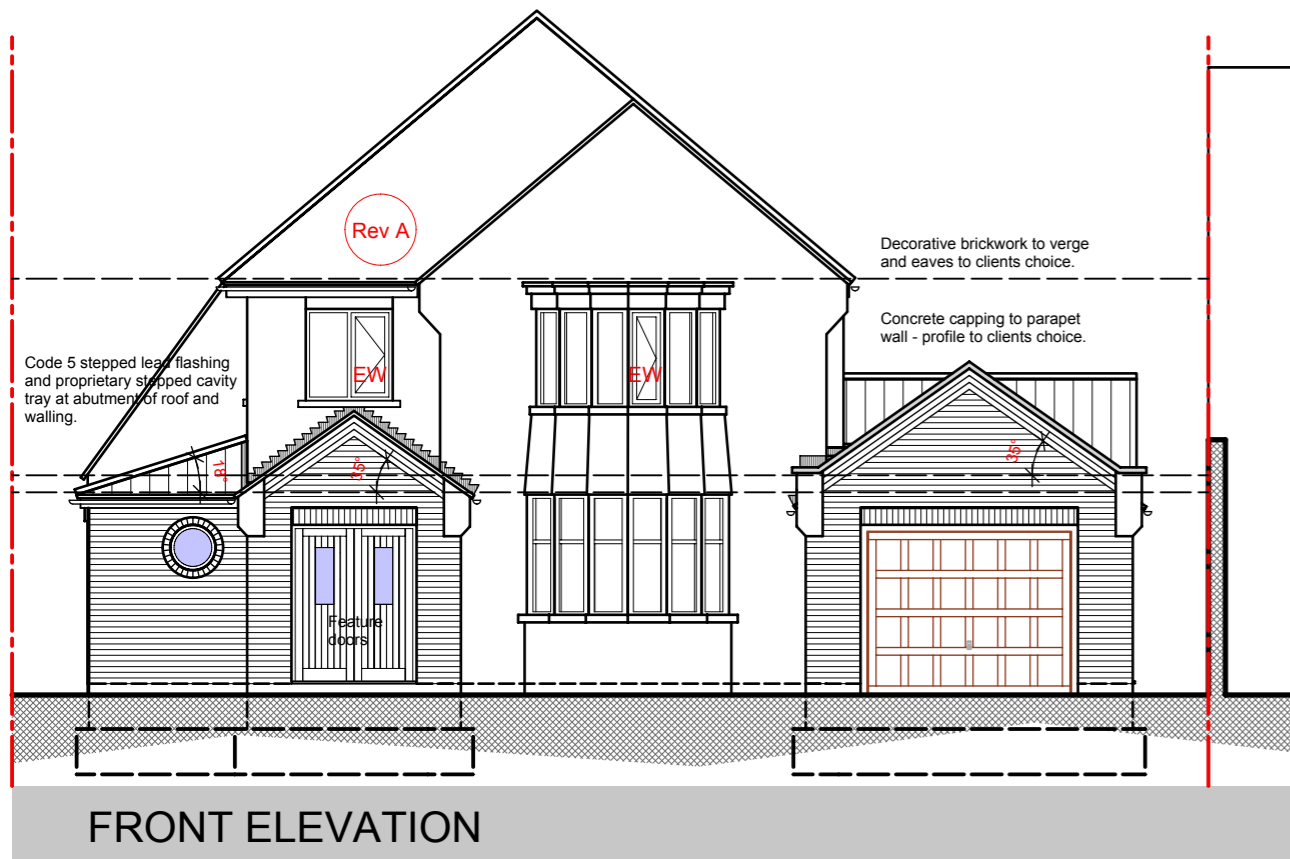 Rev A
Decorative brickwork to verge
and eaves to clients choice.
Concrete capping to parapet
wall - profile to clients choice.
Code 5 stepped lead flashing
and proprietary stepped cavity
tray at abutment of roof and
walling.
EW
EW
18°
35°
35°
Feature
doors
FRONT ELEVATION